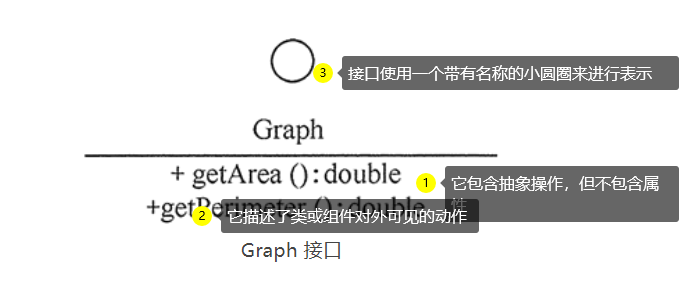 3 接口使用一个带有名称的小圆圈来进行表示
Graph
+ getArea ():double
1 它包含抽象操作，但不包含属
性
+getPerimeter ():double
2 它描述了类或组件对外可见的动作
Graph 接口